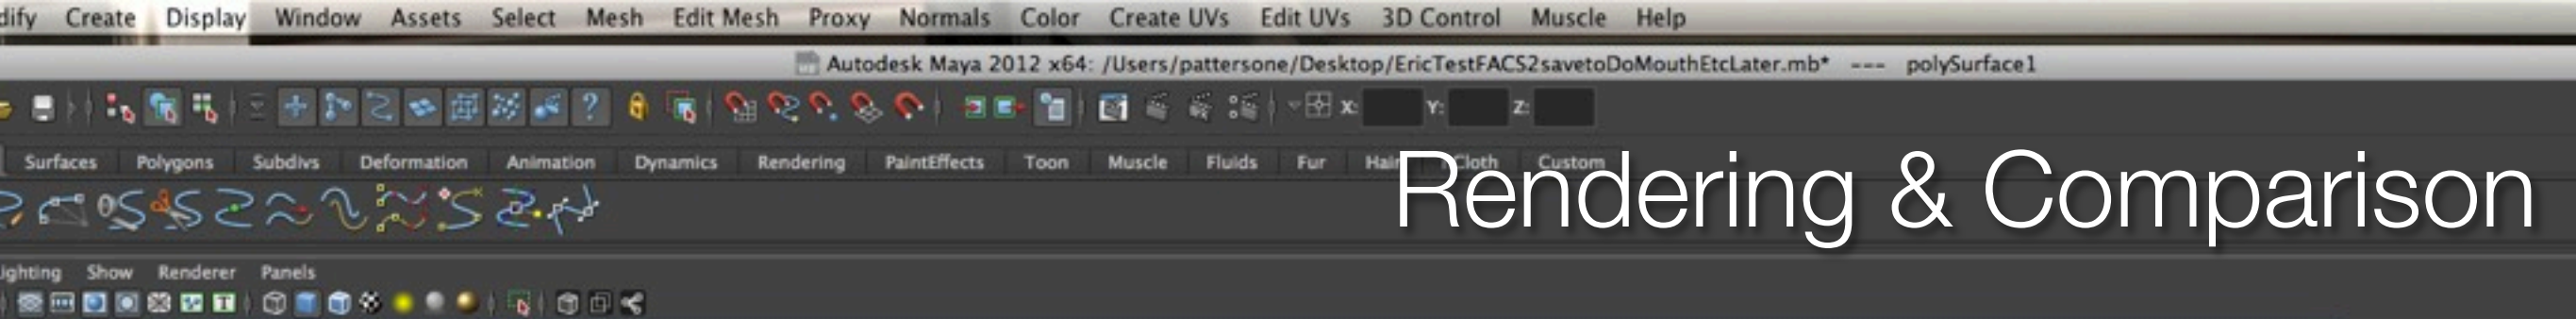 dify Create Display Window Assets Select Mesh Edit Mesh Proxy Normals Color Create UVs Edit UVs 3D Control Muscle Help
Autodesk Maya 2012 x64: /Users/pattersone/Desktop/EricTestFACS2savetoDoMouthEtcLater.mb* --- polySurface1
? X: Y: Z:
Surfaces Polygons Subdivs Deformation Animation Dynamics Rendering PaintEffects Toon Muscle Fluids Fur Hair Cloth Custom
Rendering & Comparison
ighting Show Renderer Panels
T